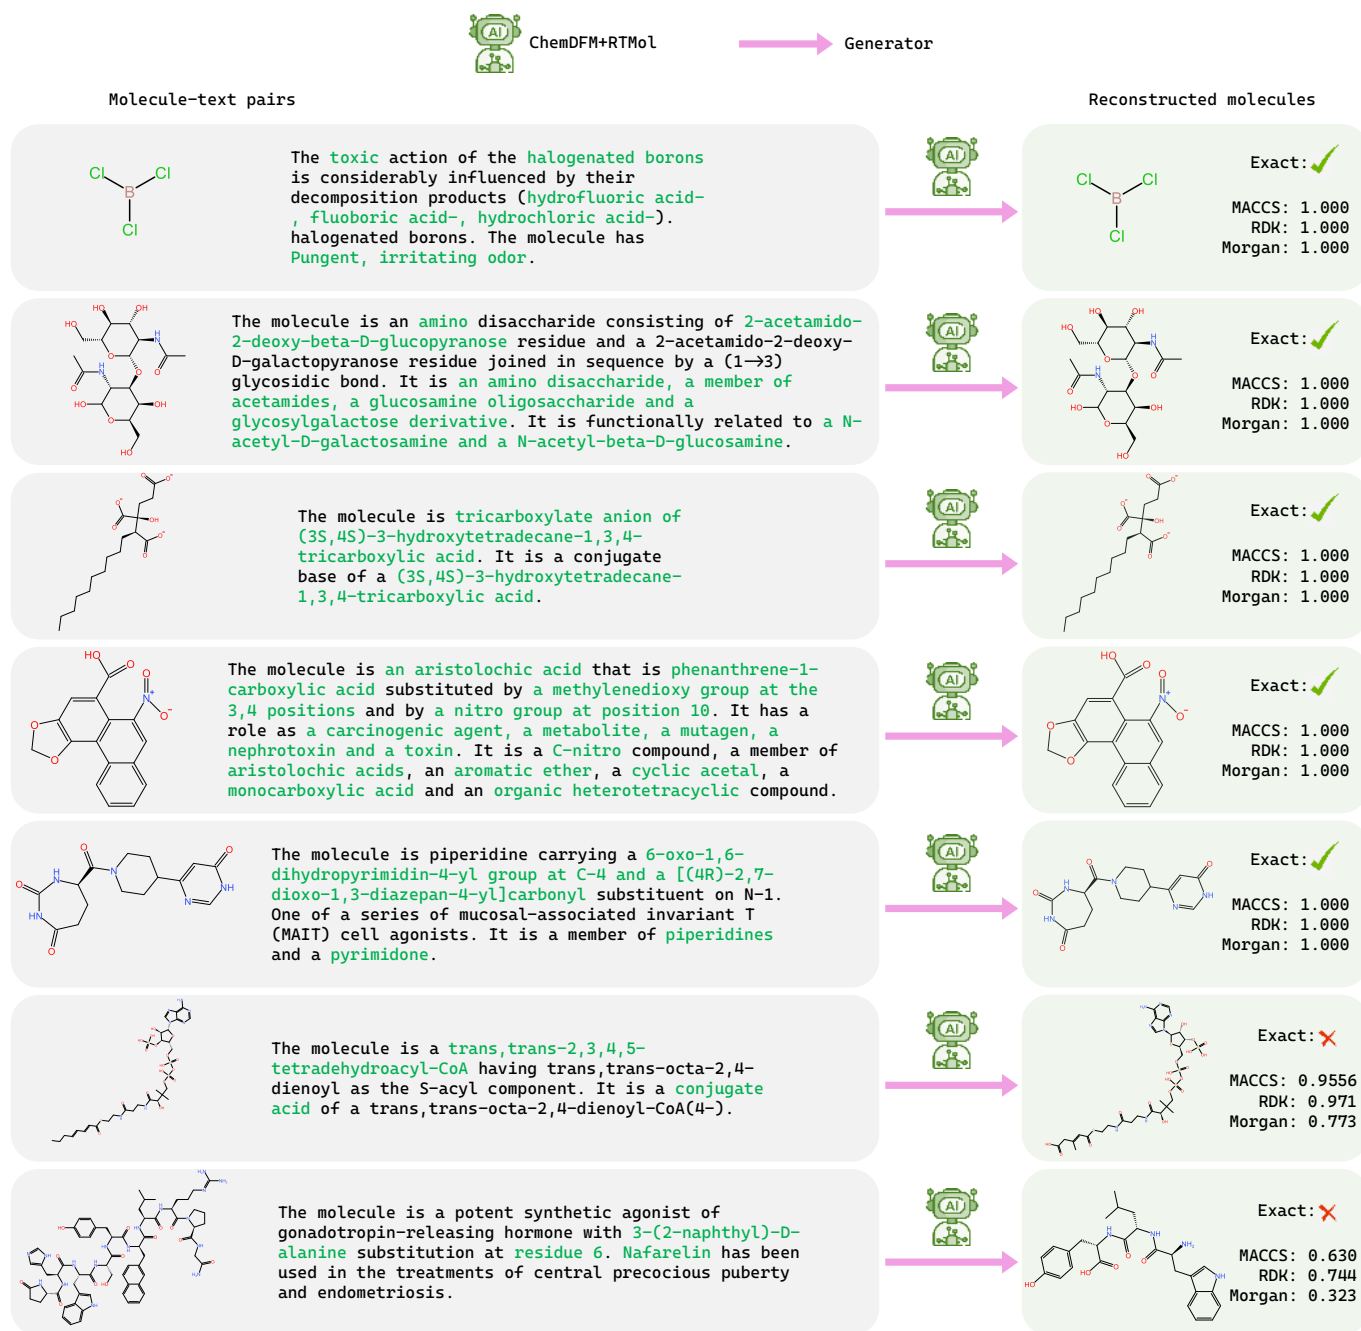 ChemDFM+RTMol
Generator
Molecule-text pairs
Reconstructed molecules
The toxic action of the halogenated borons
is considerably influenced by their
decomposition products (hydrofluoric acid-
, fluoboric acid-, hydrochloric acid-).
halogenated borons. The molecule has
Pungent, irritating odor.
Cl
Cl
B
Cl
AI
Cl
Cl
B
Cl
Exact:
MACCS: 1.000
RDK: 1.000
Morgan: 1.000
The molecule is an amino disaccharide consisting of 2-acetamido-
2-deoxy-beta-D-glucopyranose residue and a 2-acetamido-2-deoxy-
D-galactopyranose residue joined in sequence by a (1→3)
glycosidic bond. It is an amino disaccharide, a member of
acetamides, a glucosamine oligosaccharide and a
glycosylgalactose derivative. It is functionally related to a N-
acetyl-D-galactosamine and a N-acetyl-beta-D-glucosamine.
AI
Exact:
MACCS: 1.000
RDK: 1.000
Morgan: 1.000
The molecule is tricarboxylate anion of
(3S,4S)-3-hydroxytetradecane-1,3,4-
tricarboxylic acid. It is a conjugate
base of a (3S,4S)-3-hydroxytetradecane-
1,3,4-tricarboxylic acid.
AI
Exact:
MACCS: 1.000
RDK: 1.000
Morgan: 1.000
The molecule is an aristolochic acid that is phenanthrene-1-
carboxylic acid substituted by a methylenedioxy group at the
3,4 positions and by a nitro group at position 10. It has a
role as a carcinogenic agent, a metabolite, a mutagen, a
nephrotoxin and a toxin. It is a C-nitro compound, a member of
aristolochic acids, an aromatic ether, a cyclic acetal, a
monocarboxylic acid and an organic heterotetracyclic compound.
AI
Exact:
MACCS: 1.000
RDK: 1.000
Morgan: 1.000
The molecule is piperidine carrying a 6-oxo-1,6-
dihydropyrimidin-4-yl group at C-4 and a [(4R)-2,7-
dioxo-1,3-diazepan-4-yl]carbonyl substituent on N-1.
One of a series of mucosal-associated invariant T
(MAIT) cell agonists. It is a member of piperidines
and a pyrimidone.
AI
Exact:
MACCS: 1.000
RDK: 1.000
Morgan: 1.000
The molecule is a trans,trans-2,3,4,5-
tetradehydroacyl-CoA having trans,trans-octa-2,4-
dienoyl as the S-acyl component. It is a conjugate
acid of a trans,trans-octa-2,4-dienoyl-CoA(4-).
AI
Exact:
MACCS: 0.9556
RDK: 0.971
Morgan: 0.773
The molecule is a potent synthetic agonist of
gonadotropin-releasing hormone with 3-(2-naphthyl)-D-
alanine substitution at residue 6. Nafarelin has been
used in the treatments of central precocious puberty
and endometriosis.
AI
Exact:
MACCS: 0.630
RDK: 0.744
Morgan: 0.323